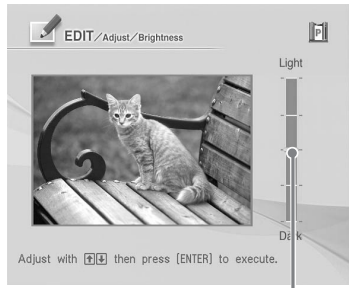 EDIT/Adjust/Brightness
P
Light
Dark
Adjust with ↑↓ then press [ENTER] to execute.